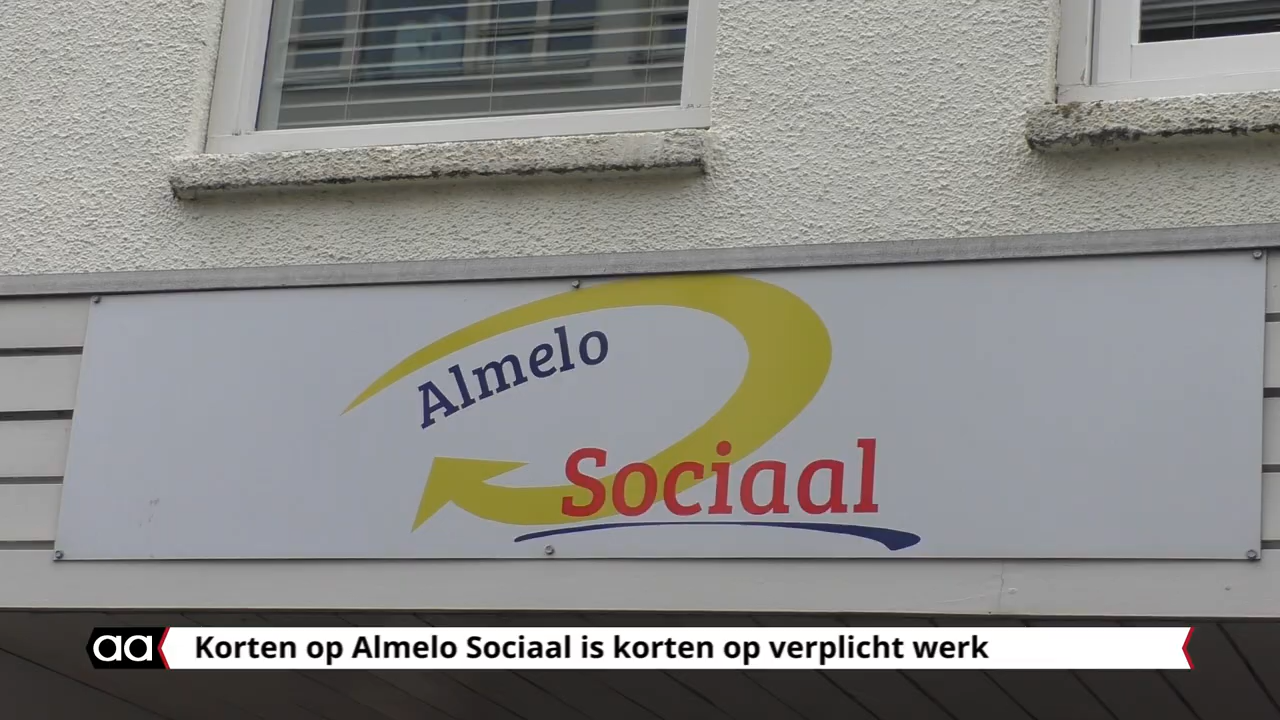 Almelo
Sociaal
aa
Korten op Almelo Sociaal is korten op verplicht werk